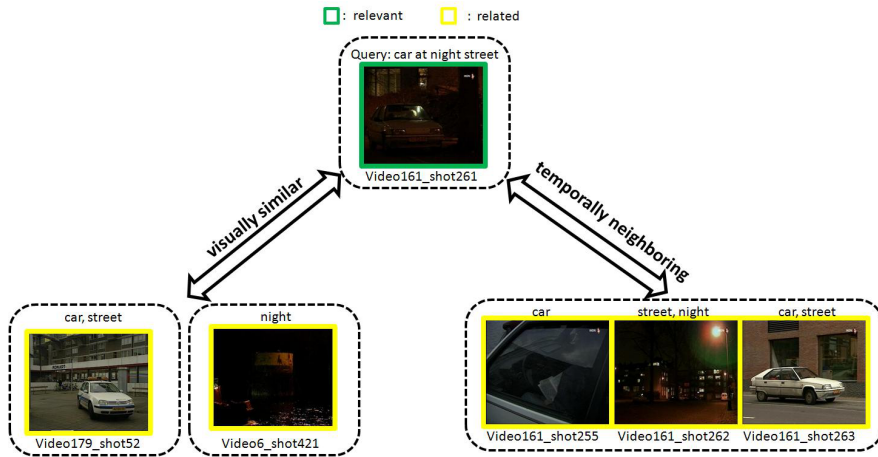 : relevant : related
Query: car at night street
Video161_shot261
visually similar
temporally neighboring
car, street
night
car
street, night
car, street
Video179_shot52
Video6_shot421
Video161_shot255
Video161_shot262
Video161_shot263